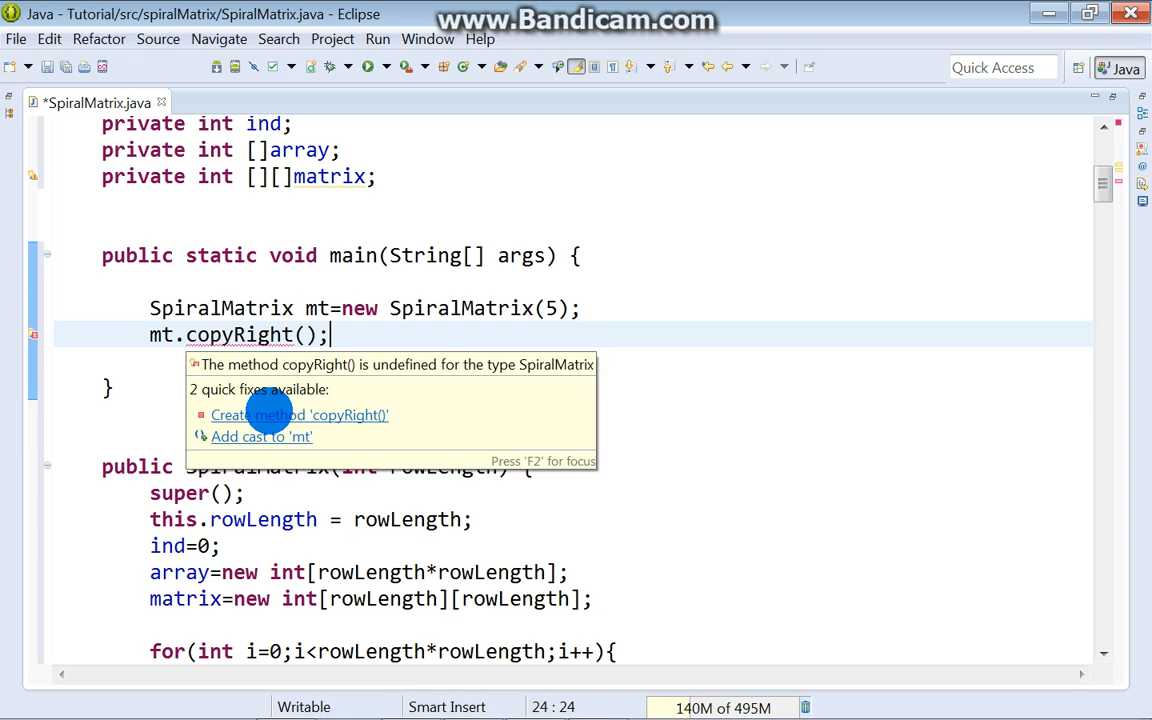 Java - Tutorial/src/spiralMatrix/SpiralMatrix.java - Eclipse
www.Bandicam.com
File Edit Refactor Source Navigate Search Project Run Window Help
Quick Access
Java
*SpiralMatrix.java
private int ind;
private int []array;
private int [][]matrix;
public static void main(String[] args) {
SpiralMatrix mt=new SpiralMatrix(5);
mt.copyRight();
The method copyRight() is undefined for the type SpiralMatrix
2 quick fixes available:
Create method 'copyRight()'
Add cast to 'mt'
Press 'F2' for focus
}
public SpiralMatrix(int rowLength) {
super();
this.rowLength = rowLength;
ind=0;
array=new int[rowLength*rowLength];
matrix=new int[rowLength][rowLength];
for(int i=0;i<rowLength*rowLength;i++){
Writable
Smart Insert
24 : 24
140M of 495M